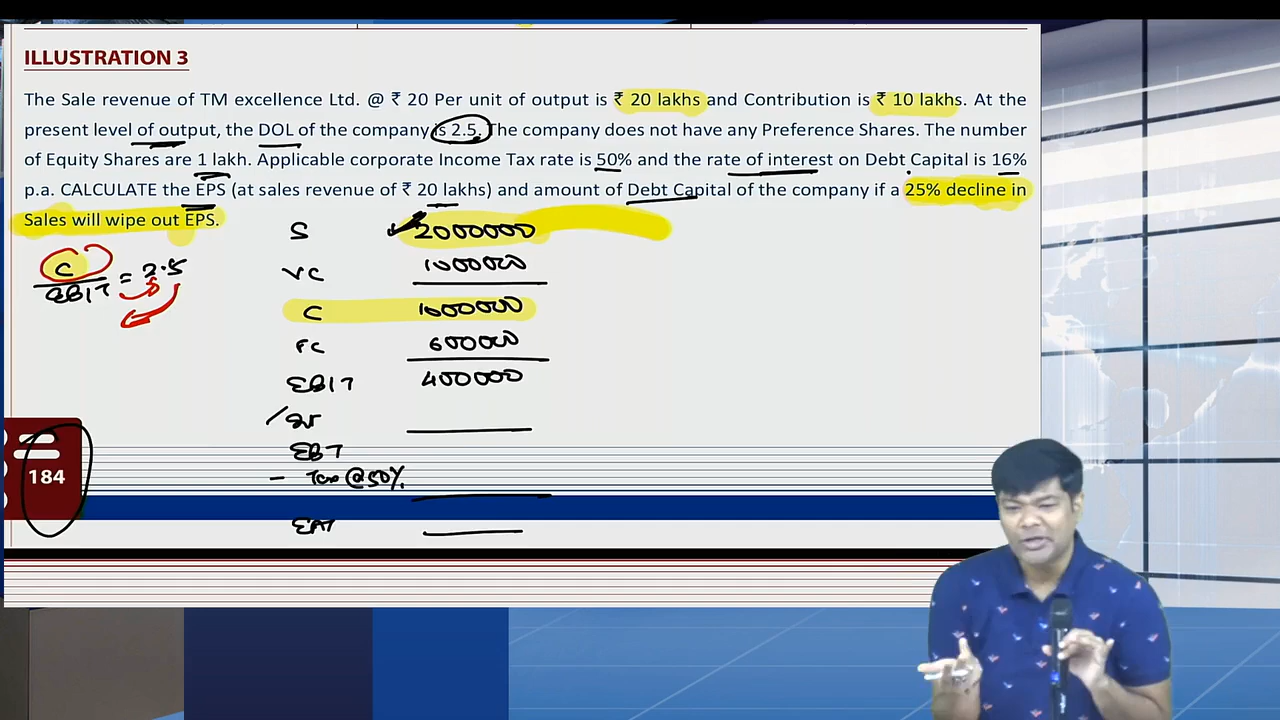 ILLUSTRATION 3
The Sale revenue of TM excellence Ltd. @ ₹ 20 Per unit of output is ₹ 20 lakhs and Contribution is ₹ 10 lakhs. At the
present level of output, the DOL of the company is 2.5. The company does not have any Preference Shares. The number
of Equity Shares are 1 lakh. Applicable corporate Income Tax rate is 50% and the rate of interest on Debt Capital is 16%
p.a. CALCULATE the EPS (at sales revenue of ₹ 20 lakhs) and amount of Debt Capital of the company if a 25% decline in
Sales will wipe out EPS.
S 2000000
VC 1000000
C / EBIT = 2.5
C 1000000
FC 600000
EBIT 400000
EBT
184
- Tax @ 50%
EAT